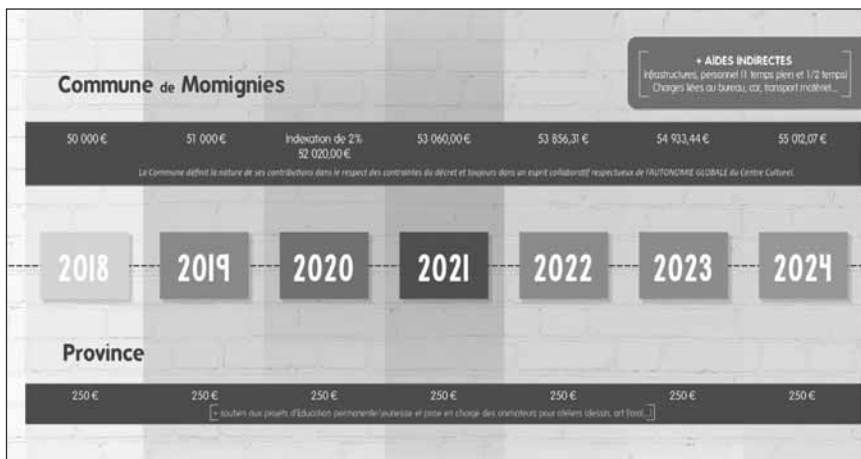 + AIDES INDIRECTES
Infrastructures, personnel (1 temps plein et 1/2 temps)
Charges liées au bureau, car, transport matériel...
Commune de Momignies
50 000 € 51 000 € Indexation de 2% 53 060,00 € 53 856,31 € 54 933,44 € 55 012,07 €
52 020,00 €
La Commune définit la nature de ses contributions dans le respect des contraintes du décret et toujours dans un esprit collaboratif respectueux de l'AUTONOMIE GLOBALE du Centre Culturel.
2018 2019 2020 2021 2022 2023 2024
Province
250 € 250 € 250 € 250 € 250 € 250 € 250 €
+ soutien aux projets d'Education permanente/jeunesse et prise en charge des animateurs pour ateliers (dessin, art floral...)